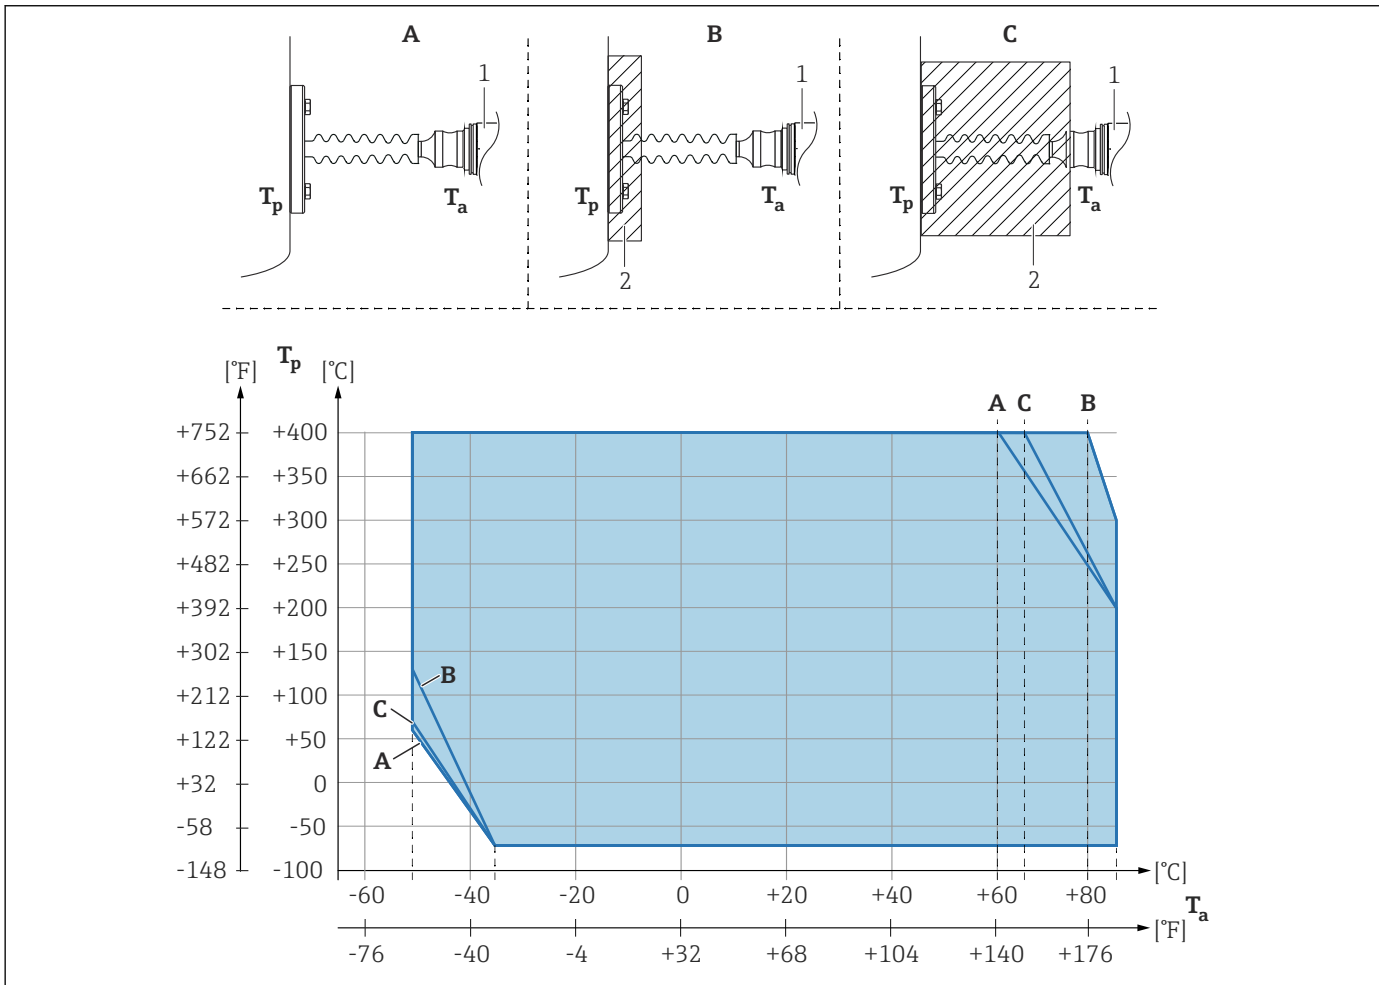 A B C
1 1 1
Tp Ta Tp Ta Tp Ta
2 2
Tp
[°F] [°C]
A C B
+752 +400
+662 +350
+572 +300
+482 +250
+392 +200
+302 +150
+212 +100
+122 +50
+32 0
-58 -50
-148 -100
B
C
A
[°C]
-60 -40 -20 0 +20 +40 +60 +80
Ta
[°F]
-76 -40 -4 +32 +68 +104 +140 +176